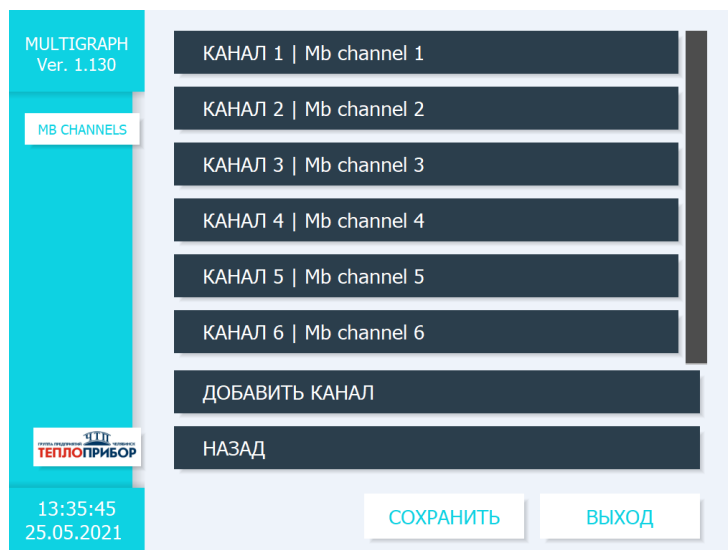 MULTIGRAPH
Ver. 1.130
MB CHANNELS
КАНАЛ 1 | Mb channel 1
КАНАЛ 2 | Mb channel 2
КАНАЛ 3 | Mb channel 3
КАНАЛ 4 | Mb channel 4
КАНАЛ 5 | Mb channel 5
КАНАЛ 6 | Mb channel 6
ДОБАВИТЬ КАНАЛ
НАЗАД
ТЕПЛОПРИБОР
13:35:45
25.05.2021
СОХРАНИТЬ
ВЫХОД